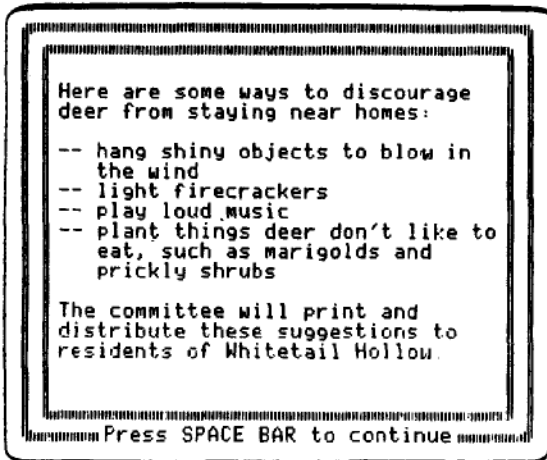 Here are some ways to discourage
deer from staying near homes:
-- hang shiny objects to blow in
the wind
-- light firecrackers
-- play loud music
-- plant things deer don't like to
eat, such as marigolds and
prickly shrubs
The committee will print and
distribute these suggestions to
residents of Whitetail Hollow.
Press SPACE BAR to continue